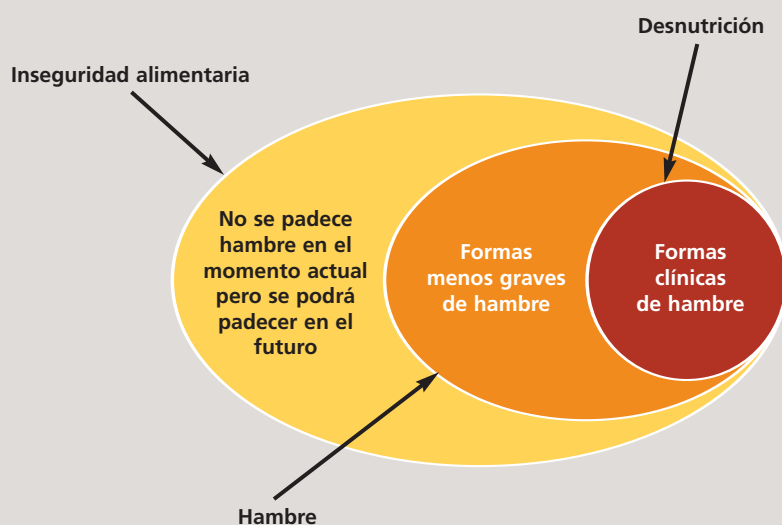 Desnutrición
Inseguridad alimentaria
No se padece
hambre en el
momento actual
pero se podrá
padecer en el
futuro
Formas
menos graves
de hambre
Formas
clínicas
de hambre
Hambre